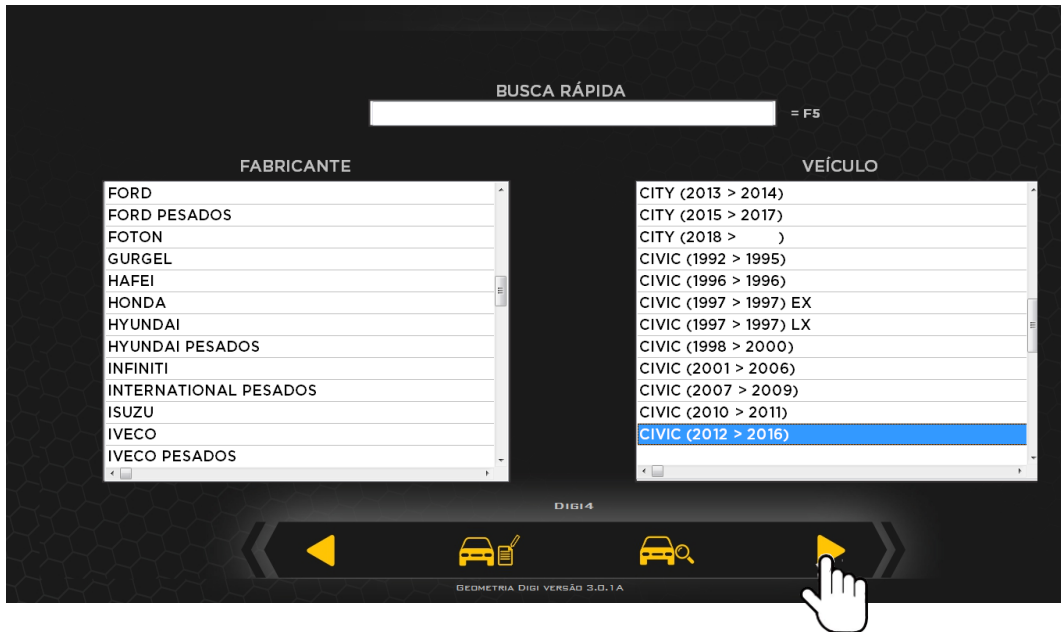 BUSCA RÁPIDA
= F5
FABRICANTE
FORD
FORD PESADOS
FOTON
GURGEL
HAFEI
HONDA
HYUNDAI
HYUNDAI PESADOS
INFINITI
INTERNATIONAL PESADOS
ISUZU
IVECO
IVECO PESADOS
VEÍCULO
CITY (2013 > 2014)
CITY (2015 > 2017)
CITY (2018 >      )
CIVIC (1992 > 1995)
CIVIC (1996 > 1996)
CIVIC (1997 > 1997) EX
CIVIC (1997 > 1997) LX
CIVIC (1998 > 2000)
CIVIC (2001 > 2006)
CIVIC (2007 > 2009)
CIVIC (2010 > 2011)
CIVIC (2012 > 2016)
DIGI4
GEOMETRIA DIGI VERSÃO 3.0.1A